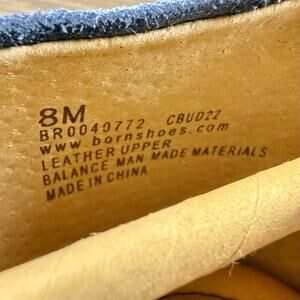 8M
BR0040772 CBUD22
www.bornshoes.com
LEATHER UPPER
BALANCE MAN MADE MATERIALS
MADE IN CHINA